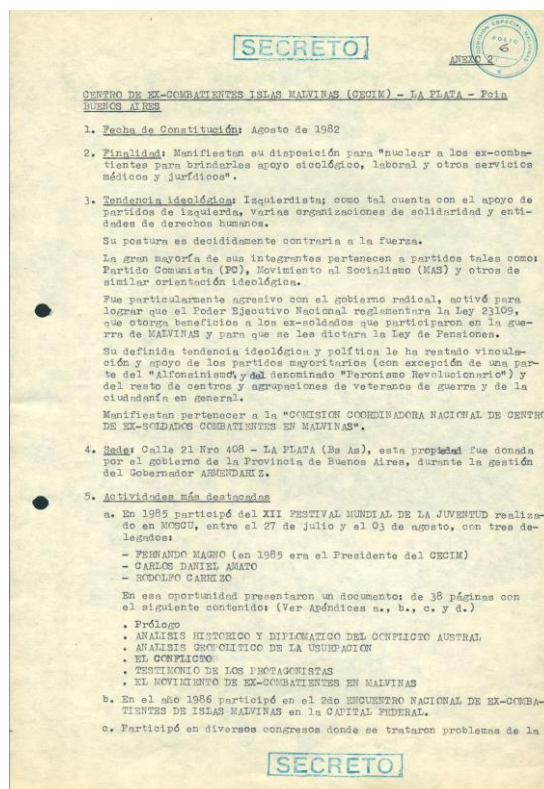 SECRETO
COMISIÓN ESPECIAL MALVINAS
FOLIO
6
ANEXO 2
CENTRO DE EX-COMBATIENTES ISLAS MALVINAS (CECIM) - LA PLATA - Pcia
BUENOS AIRES
1. Fecha de Constitución: Agosto de 1982
2. Finalidad: Manifiestan su disposición para "nuclear a los ex-comba-
tientes para brindarles apoyo sicológico, laboral y otros servicios
médicos y jurídicos".
3. Tendencia ideológica: Izquierdista; como tal cuenta con el apoyo de
partidos de izquierda, varias organizaciones de solidaridad y enti-
dades de derechos humanos.
Su postura es decididamente contraria a la fuerza.
La gran mayoría de sus integrantes pertenecen a partidos tales como:
Partido Comunista (PC), Movimiento al Socialismo (MAS) y otros de
similar orientación ideológica.
Fue particularmente agresivo con el gobierno radical, activó para
lograr que el Poder Ejecutivo Nacional reglamentara la Ley 23109,
que otorga beneficios a los ex-soldados que participaron en la gue-
rra de MALVINAS y para que se les dictara la Ley de Pensiones.
Su definida tendencia ideológica y política le ha restado vincula-
ción y apoyo de los partidos mayoritarios (con excepción de una par-
te del "Alfonsinismo" y del denominado "Peronismo Revolucionario") y
del resto de centros y agrupaciones de veteranos de guerra y de la
ciudadanía en general.
Manifiestan pertenecer a la "COMISION COORDINADORA NACIONAL DE CENTRO
DE EX-SOLDADOS COMBATIENTES EN MALVINAS".
4. Sede: Calle 21 Nro 408 - LA PLATA (Bs As), esta propiedad fue donada
por el gobierno de la Provincia de Buenos Aires, durante la gestión
del Gobernador ARMENDARIZ.
5. Actividades más destacadas
a. En 1985 participó del XII FESTIVAL MUNDIAL DE LA JUVENTUD realiza-
do en MOSCU, entre el 27 de julio y el 03 de agosto, con tres de-
legados:
- FERNANDO MAGNO (en 1985 era el Presidente del CECIM)
- CARLOS DANIEL AMATO
- RODOLFO CARRIZO
En esa oportunidad presentaron un documento: de 38 páginas con
el siguiente contenido: (Ver Apéndices a., b., c. y d.)
. Prólogo
. ANALISIS HISTORICO Y DIPLOMATICO DEL CONFLICTO AUSTRAL
. ANALISIS GEOPOLITICO DE LA USURPACION
. EL CONFLICTO
. TESTIMONIO DE LOS PROTAGONISTAS
. EL MOVIMIENTO DE EX-COMBATIENTES EN MALVINAS
b. En el año 1986 participó en el 2do ENCUENTRO NACIONAL DE EX-COMBA-
TIENTES DE ISLAS MALVINAS en la CAPITAL FEDERAL.
c. Participó en diversos congresos donde se trataron problemas de la
SECRETO